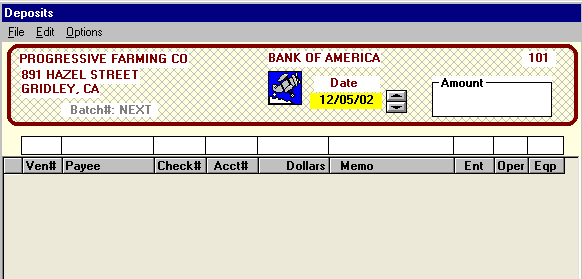 Deposits
File Edit Options
PROGRESSIVE FARMING CO BANK OF AMERICA 101
891 HAZEL STREET
GRIDLEY, CA
Date
Amount
12/05/02
Batch#: NEXT
Ven# Payee Check# Acct# Dollars Memo Ent Oper Eqp